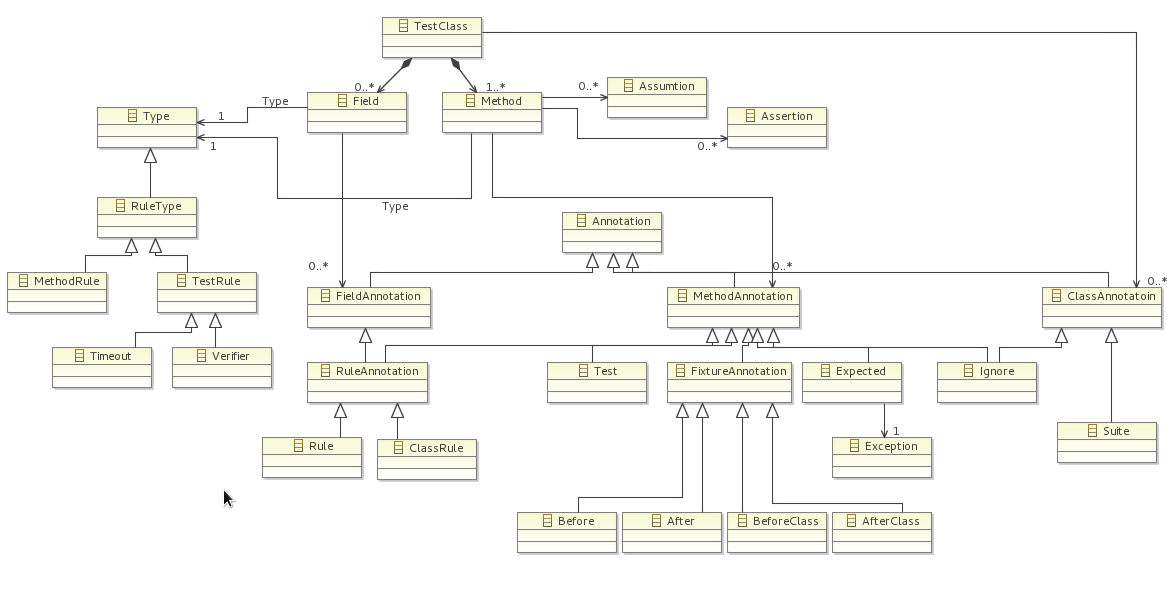 TestClass
0..*
1..*
0..*
Assumtion
Type
Field
Method
Type
1
Assertion
1
0..*
RuleType
Type
Annotation
0..*
0..*
MethodRule
TestRule
0..*
FieldAnnotation
MethodAnnotation
ClassAnnotatoin
Timeout
Verifier
RuleAnnotation
Test
FixtureAnnotation
Expected
Ignore
1
Suite
Rule
ClassRule
Exception
Before
After
BeforeClass
AfterClass